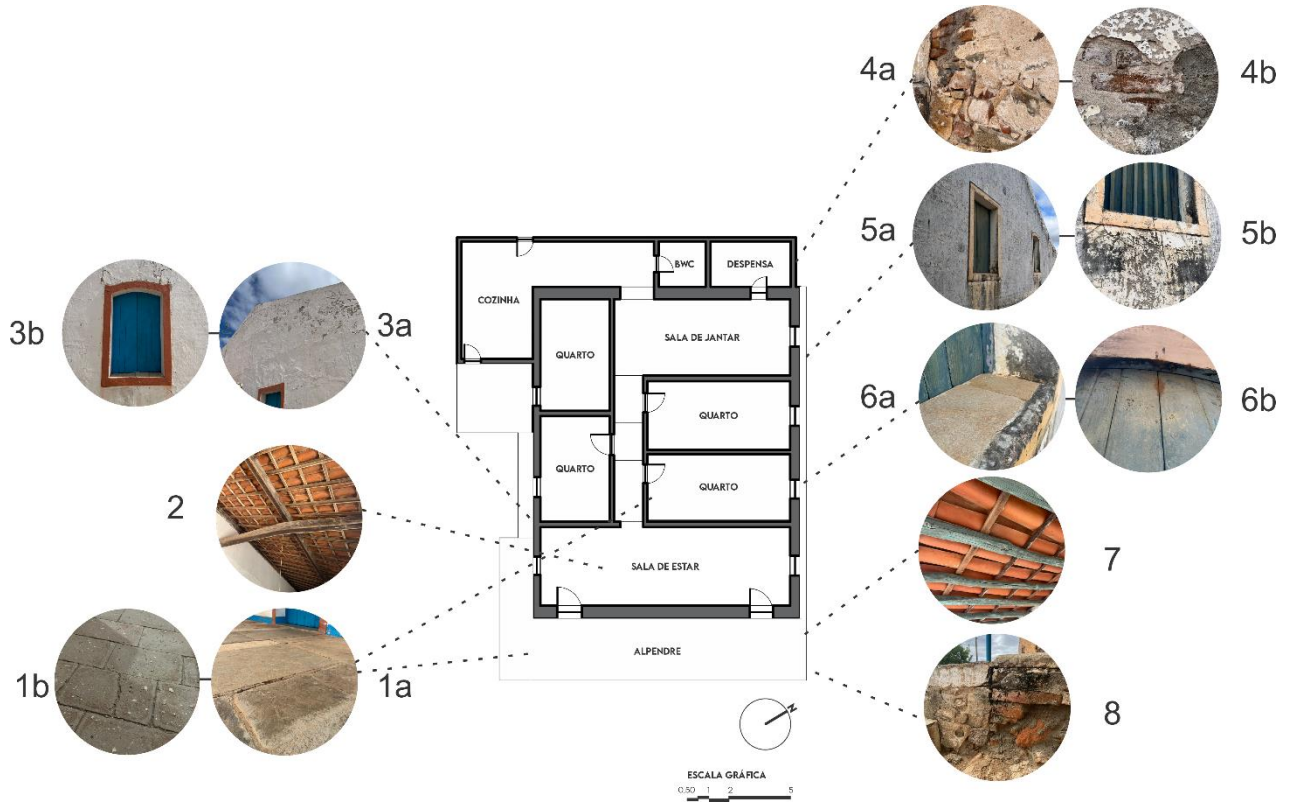 4a
4b
5a
5b
BWC
DESPENSA
COZINHA
SALA DE JANTAR
3b
3a
QUARTO
6a
6b
QUARTO
QUARTO
QUARTO
2
7
SALA DE ESTAR
ALPENDRE
1b
1a
8
N
ESCALA GRÁFICA
0,50 1 2 5